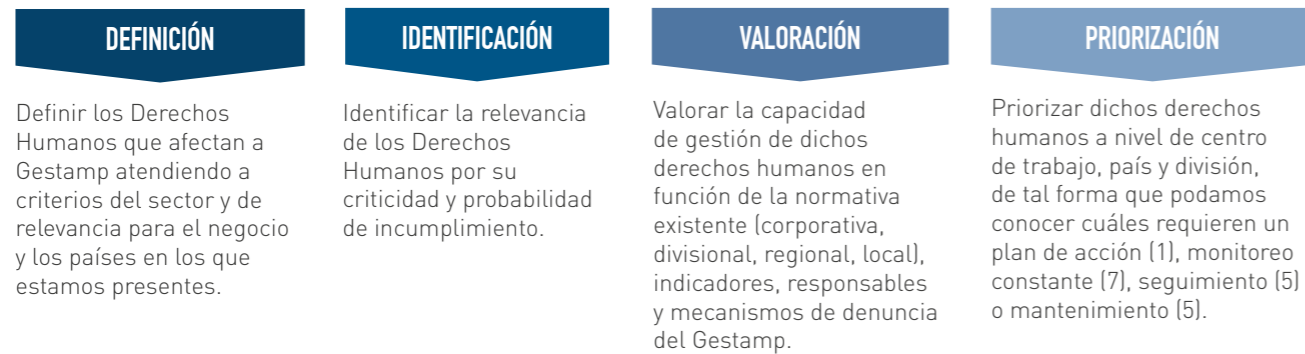 DEFINICIÓN
Definir los Derechos
Humanos que afectan a
Gestamp atendiendo a
criterios del sector y de
relevancia para el negocio
y los países en los que
estamos presentes.
IDENTIFICACIÓN
Identificar la relevancia
de los Derechos
Humanos por su
criticidad y probabilidad
de incumplimiento.
VALORACIÓN
Valorar la capacidad
de gestión de dichos
derechos humanos en
función de la normativa
existente (corporativa,
divisional, regional, local),
indicadores, responsables
y mecanismos de denuncia
del Gestamp.
PRIORIZACIÓN
Priorizar dichos derechos
humanos a nivel de centro
de trabajo, país y división,
de tal forma que podamos
conocer cuáles requieren un
plan de acción (1), monitoreo
constante (7), seguimiento (5)
o mantenimiento (5).